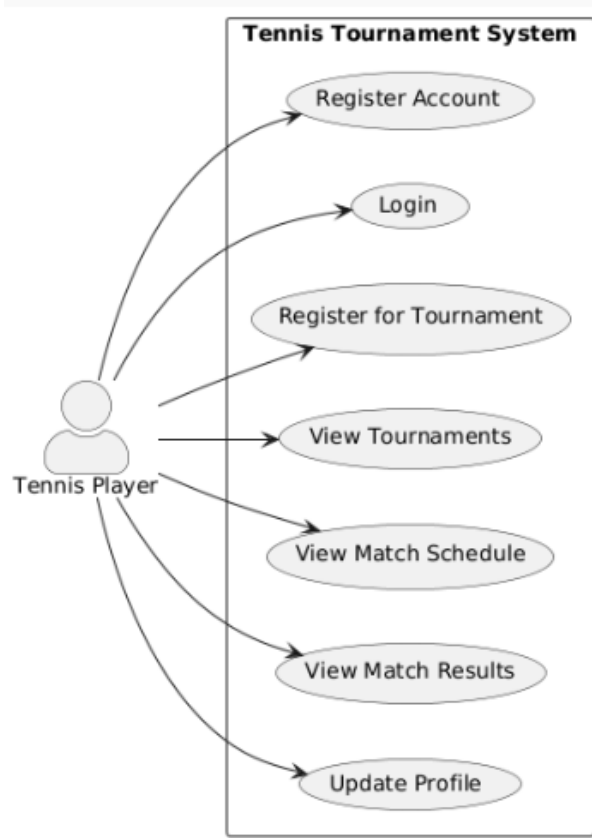 Tennis Tournament System
Register Account
Login
Register for Tournament
View Tournaments
Tennis Player
View Match Schedule
View Match Results
Update Profile